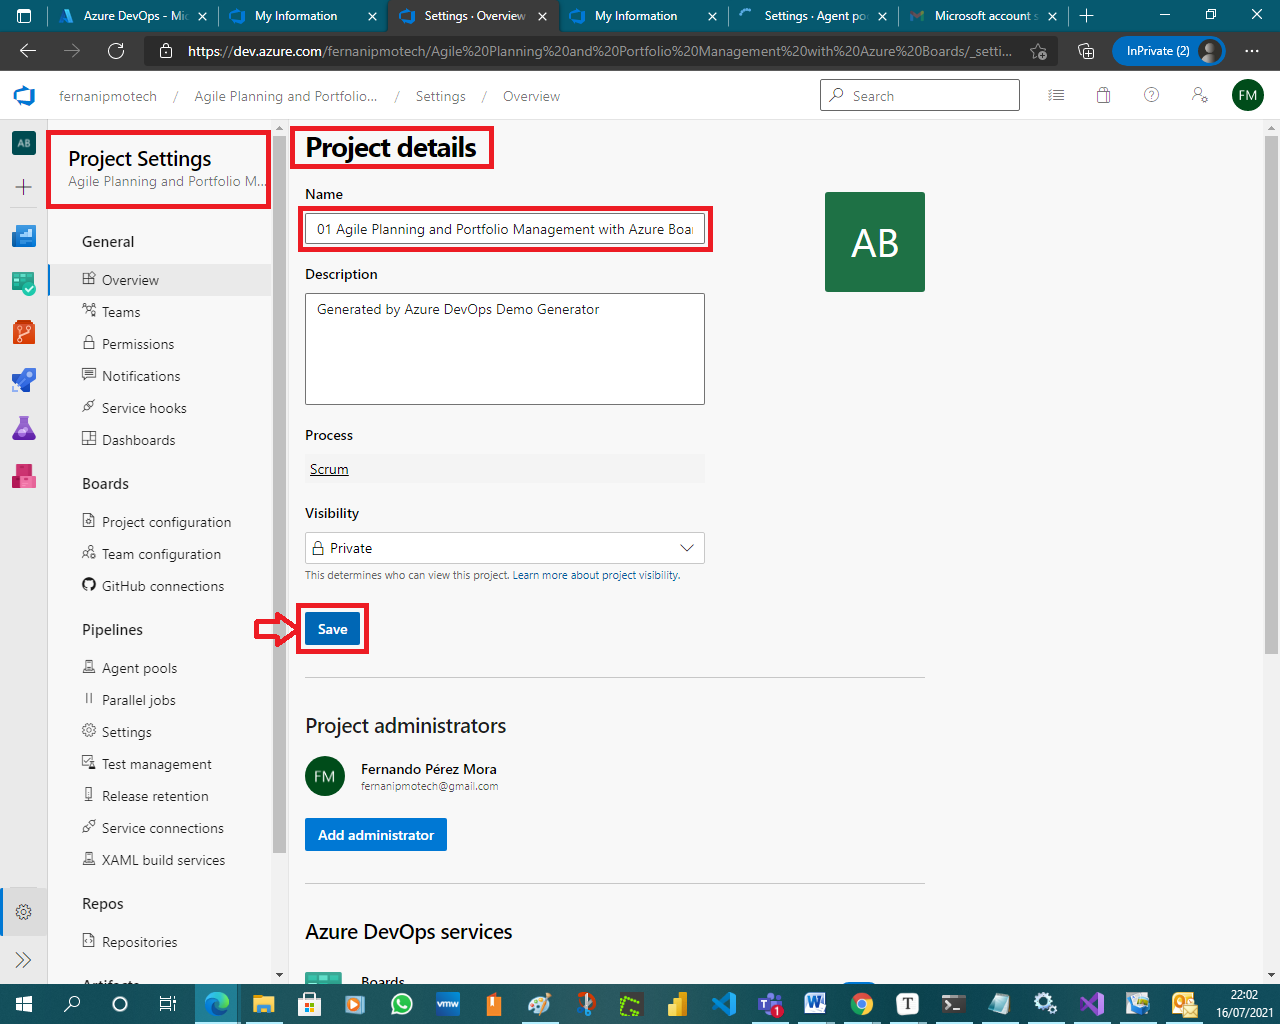 Azure DevOps - Mic
My Information
Settings · Overview
My Information
Settings · Agent poo
Microsoft account s
https://dev.azure.com/fernanipmotech/Agile%20Planning%20and%20Portfolio%20Management%20with%20Azure%20Boards/_setti...
InPrivate (2)
fernanipmotech / Agile Planning and Portfolio... / Settings / Overview
Search
FM
AB
Project Settings
Agile Planning and Portfolio M...
General
Overview
Teams
Permissions
Notifications
Service hooks
Dashboards
Boards
Project configuration
Team configuration
GitHub connections
Pipelines
Agent pools
Parallel jobs
Settings
Test management
Release retention
Service connections
XAML build services
Repos
Repositories
Artifacts
Project details
Name
01 Agile Planning and Portfolio Management with Azure Boar
AB
Description
Generated by Azure DevOps Demo Generator
Process
Scrum
Visibility
Private
This determines who can view this project. Learn more about project visibility.
Save
Project administrators
FM
Fernando Pérez Mora
fernanipmotech@gmail.com
Add administrator
Azure DevOps services
Boards
vmw
1
T
22:02
16/07/2021